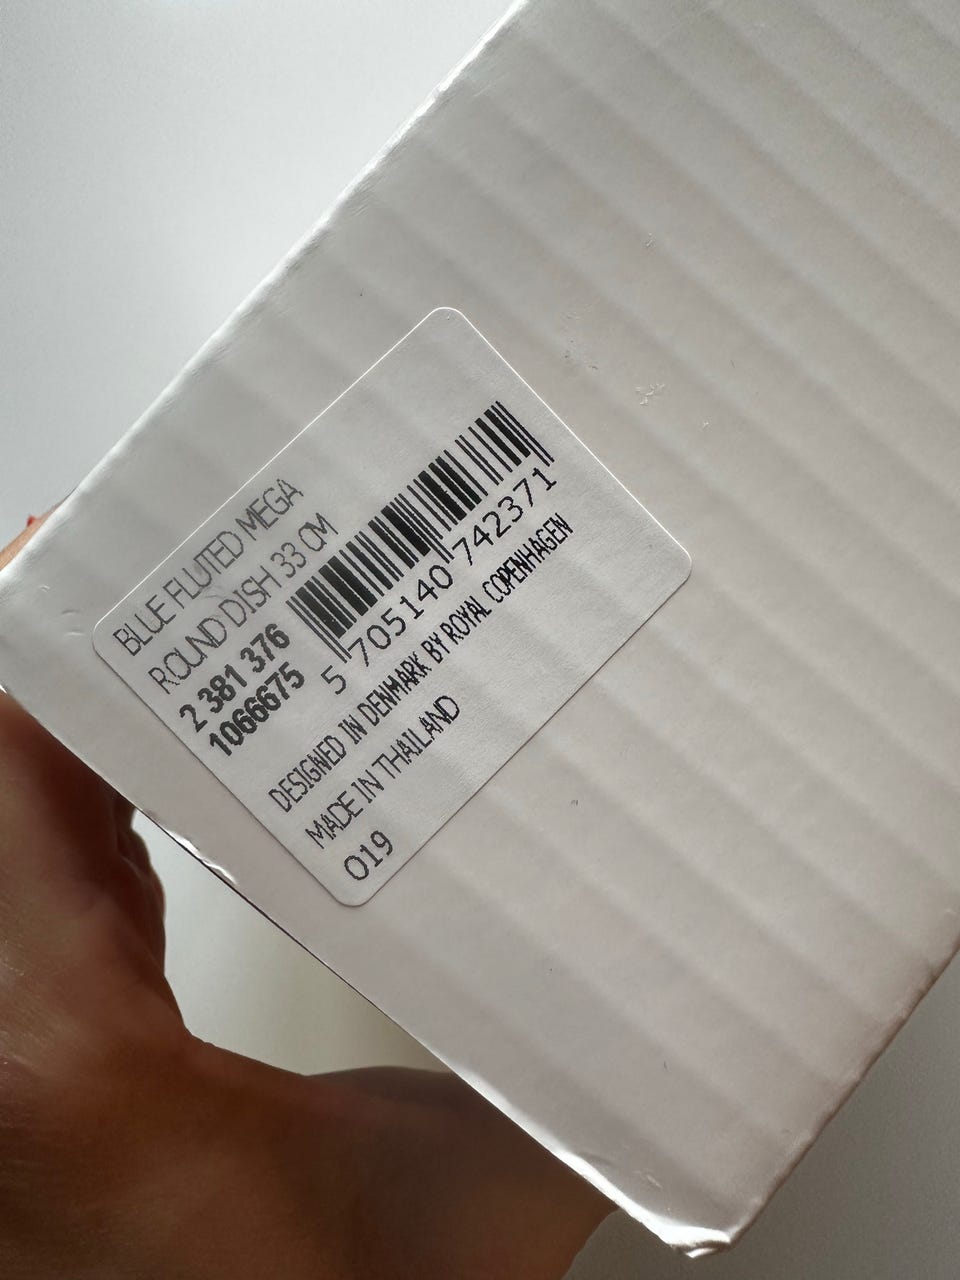 BLUE FLUTED MEGA
ROUND DISH 33 CM
2 381 376
1066675
5 705140 742371
DESIGNED IN DENMARK BY ROYAL COPENHAGEN
MADE IN THAILAND
019